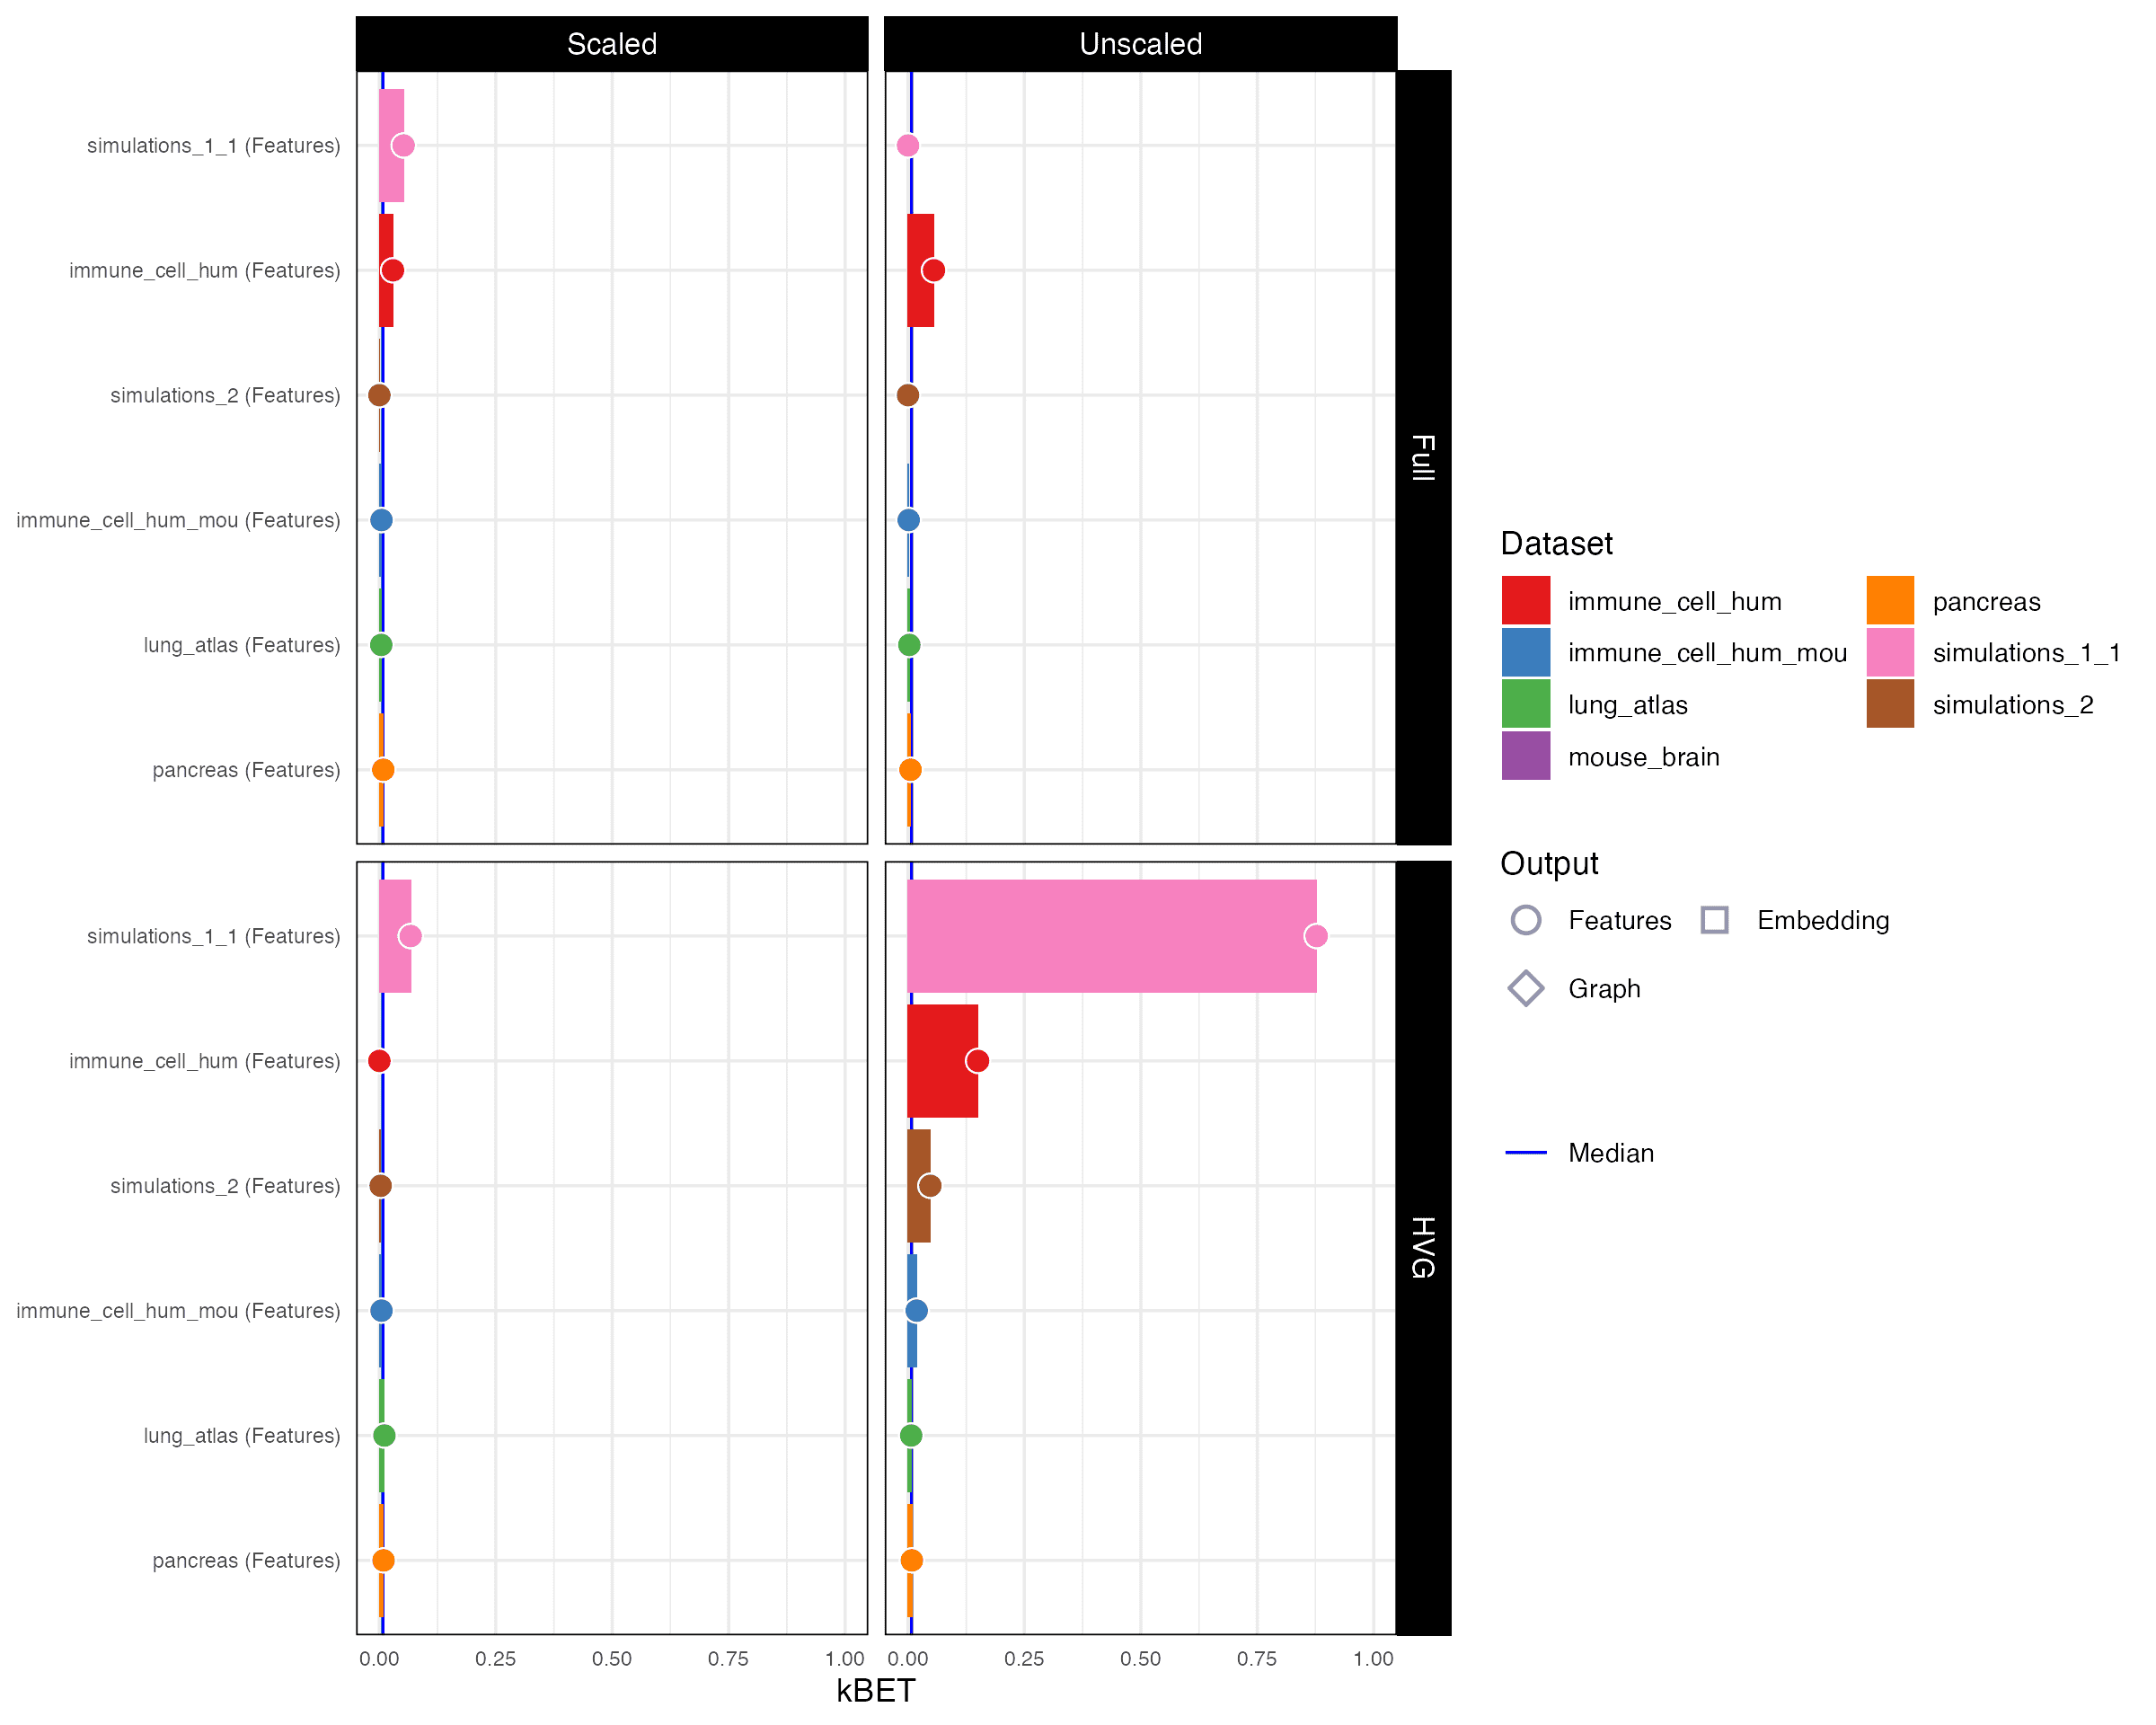 Scaled
Unscaled
simulations_1_1 (Features)
immune_cell_hum (Features)
simulations_2 (Features)
immune_cell_hum_mou (Features)
lung_atlas (Features)
pancreas (Features)
Full
simulations_1_1 (Features)
immune_cell_hum (Features)
simulations_2 (Features)
immune_cell_hum_mou (Features)
lung_atlas (Features)
pancreas (Features)
HVG
0.00 0.25 0.50 0.75 1.00
0.00 0.25 0.50 0.75 1.00
kBET
Dataset
immune_cell_hum
immune_cell_hum_mou
lung_atlas
mouse_brain
pancreas
simulations_1_1
simulations_2
Output
Features
Embedding
Graph
Median